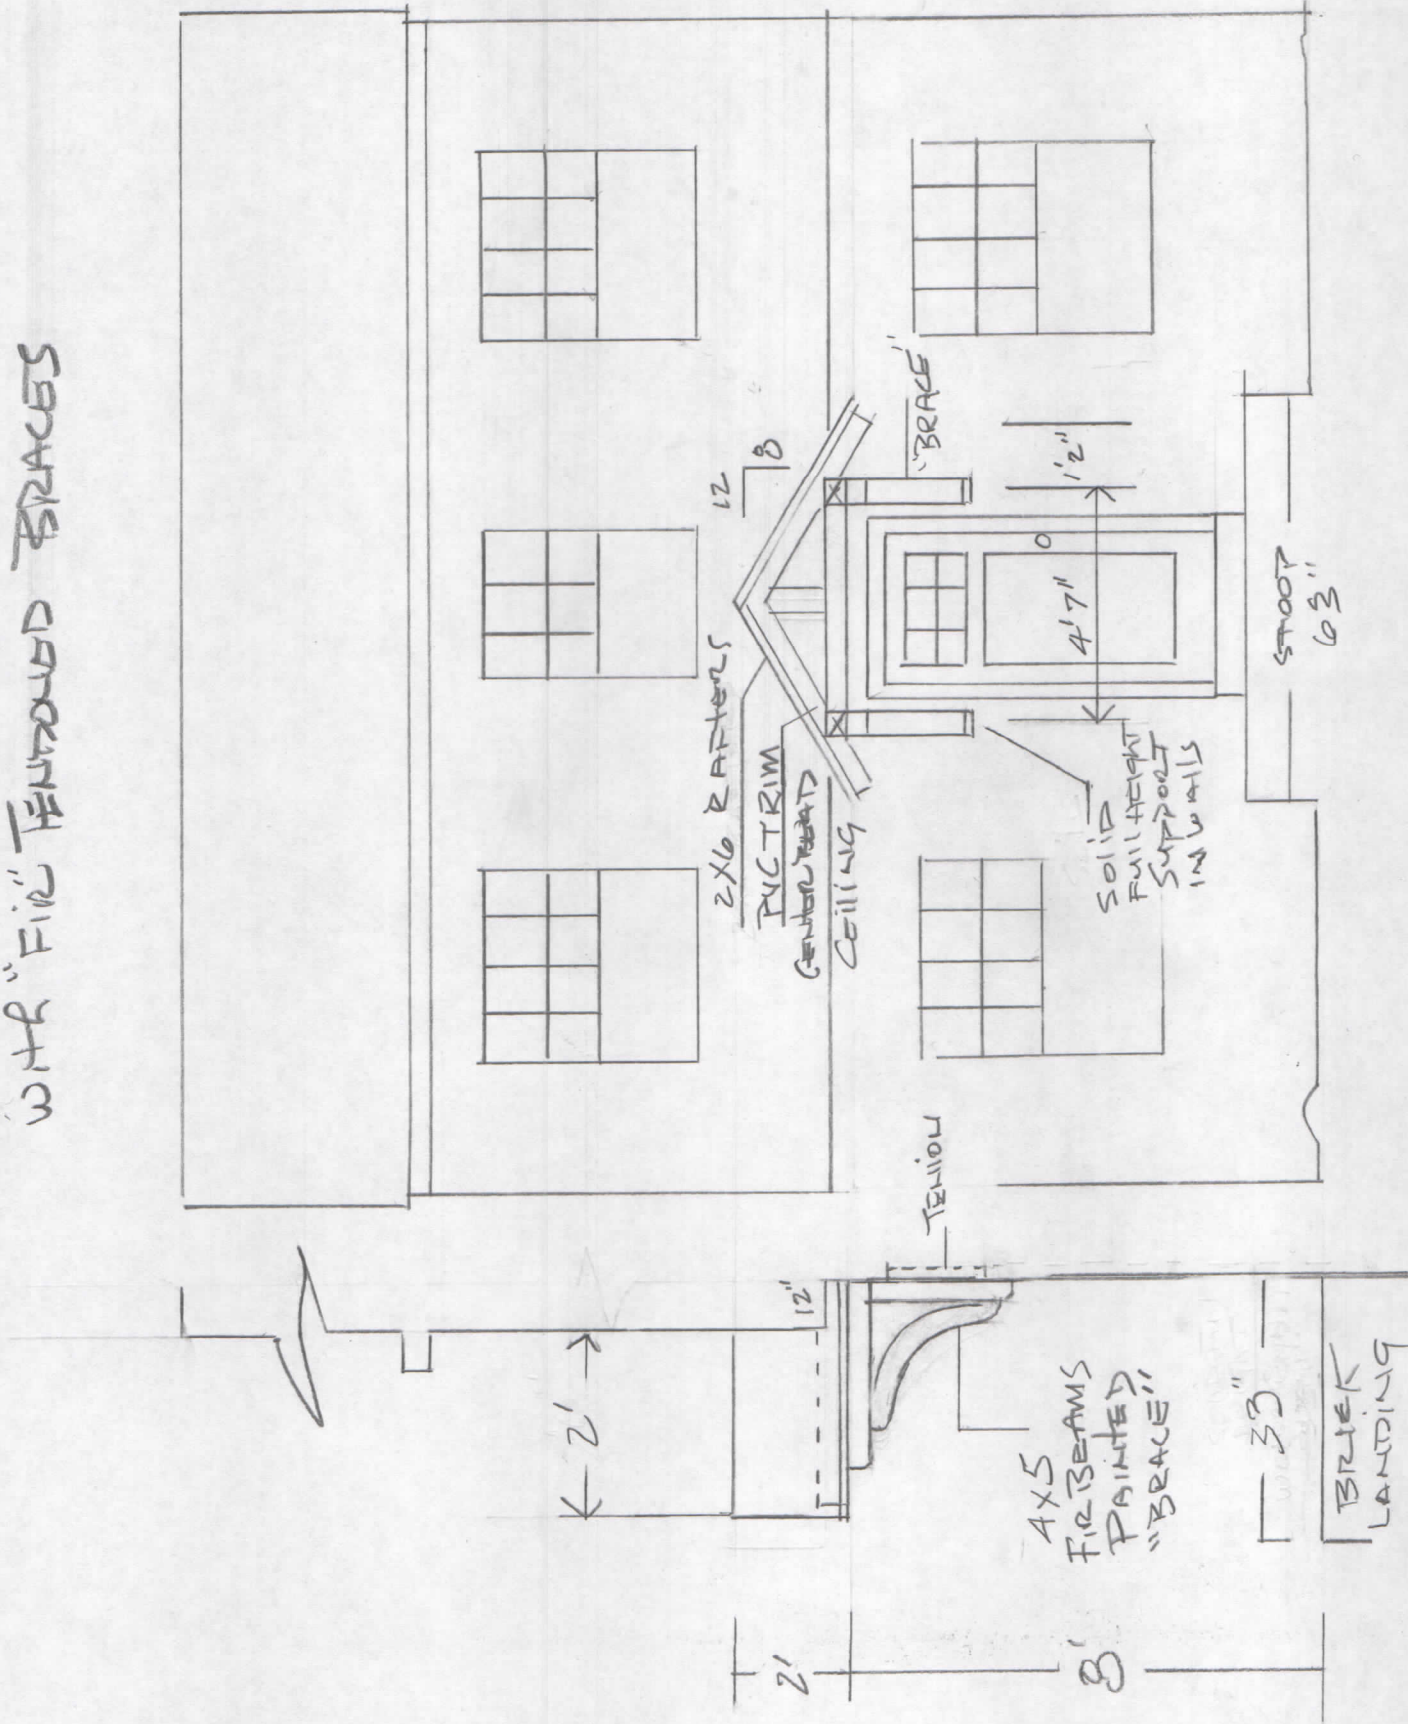 WITH "FIR" TENDONED BRACES
12
8
2X6 RAFTERS
PVC TRIM
CENTER BEAD
CEILING
"BRACE"
1'2"
4'7"
SOLID
FULL HEIGHT
SUPPORT
IN WALLS
STOOP
63"
TENION
12"
2'
4X5
FIR BEAMS
PAINTED
"BRACE"
33"
BRICK
LANDING
2'
8'